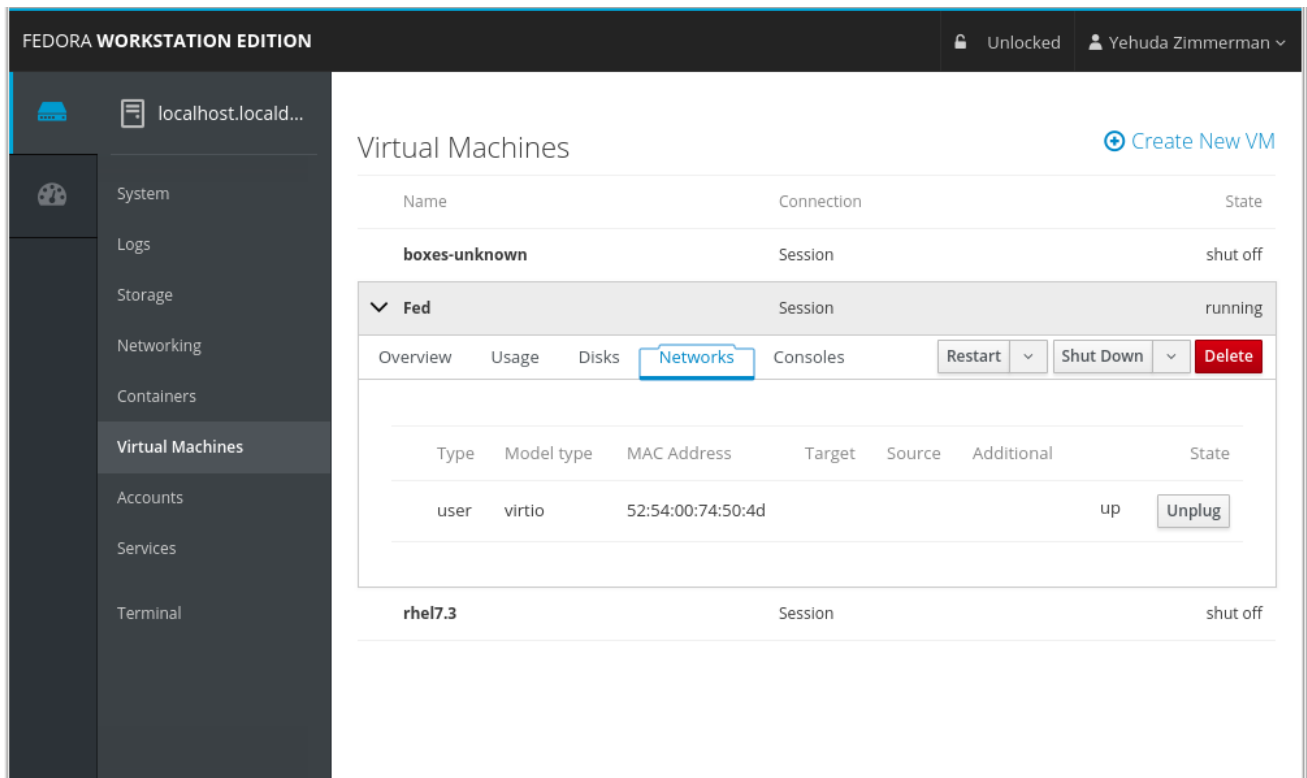 FEDORA WORKSTATION EDITION
Unlocked
Yehuda Zimmerman
localhost.locald...
System
Logs
Storage
Networking
Containers
Virtual Machines
Accounts
Services
Terminal
Virtual Machines
Create New VM
Name Connection State
boxes-unknown Session shut off
Fed Session running
Overview Usage Disks Networks Consoles Restart Shut Down Delete
Type Model type MAC Address Target Source Additional State
user virtio 52:54:00:74:50:4d up Unplug
rhel7.3 Session shut off